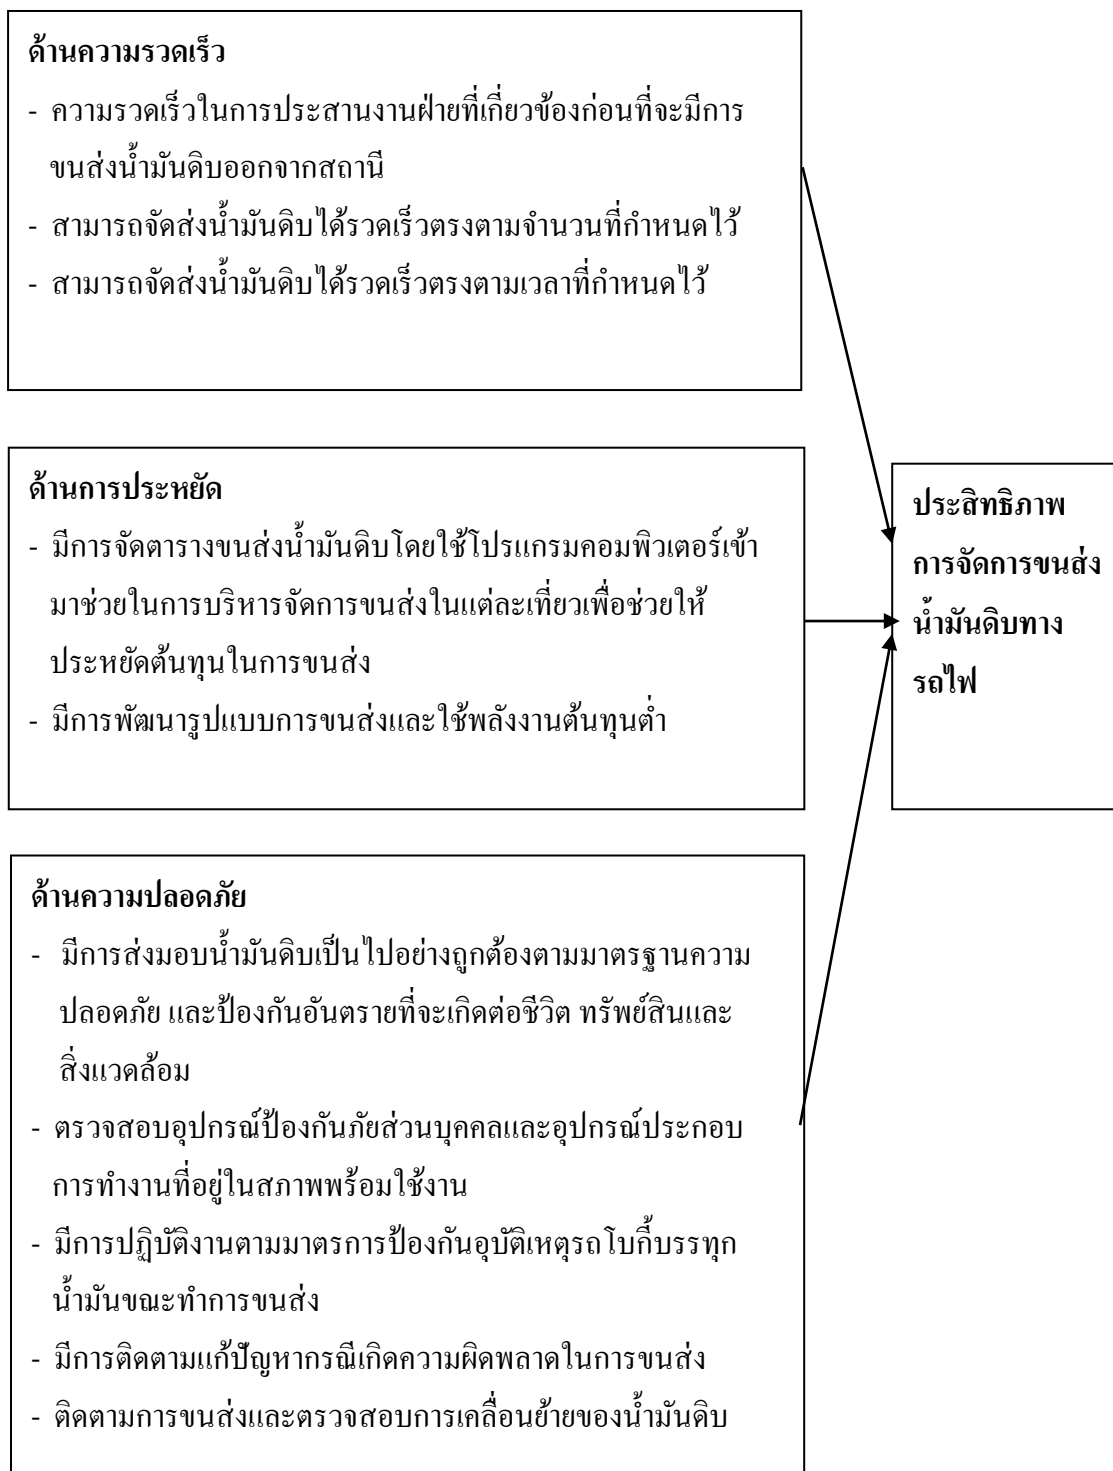 ด้านความรวดเร็ว
- ความรวดเร็วในการประสานงานฝ่ายที่เกี่ยวข้องก่อนที่จะมีการ
ขนส่งน้ำมันดิบออกจากสถานี
- สามารถจัดส่งน้ำมันดิบได้รวดเร็วตรงตามจำนวนที่กำหนดไว้
- สามารถจัดส่งน้ำมันดิบได้รวดเร็วตรงตามเวลาที่กำหนดไว้
ด้านการประหยัด
- มีการจัดตารางขนส่งน้ำมันดิบโดยใช้โปรแกรมคอมพิวเตอร์เข้า
มาช่วยในการบริหารจัดการขนส่งในแต่ละเที่ยวเพื่อช่วยให้
ประหยัดต้นทุนในการขนส่ง
- มีการพัฒนารูปแบบการขนส่งและใช้พลังงานต้นทุนต่ำ
ด้านความปลอดภัย
- มีการส่งมอบน้ำมันดิบเป็นไปอย่างถูกต้องตามมาตรฐานความ
ปลอดภัย และป้องกันอันตรายที่จะเกิดต่อชีวิต ทรัพย์สินและ
สิ่งแวดล้อม
- ตรวจสอบอุปกรณ์ป้องกันภัยส่วนบุคคลและอุปกรณ์ประกอบ
การทำงานที่อยู่ในสภาพพร้อมใช้งาน
- มีการปฏิบัติงานตามมาตรการป้องกันอุบัติเหตุรถโบกี้บรรทุก
น้ำมันขณะทำการขนส่ง
- มีการติดตามแก้ปัญหากรณีเกิดความผิดพลาดในการขนส่ง
- ติดตามการขนส่งและตรวจสอบการเคลื่อนย้ายของน้ำมันดิบ
ประสิทธิภาพ
การจัดการขนส่ง
น้ำมันดิบทาง
รถไฟ